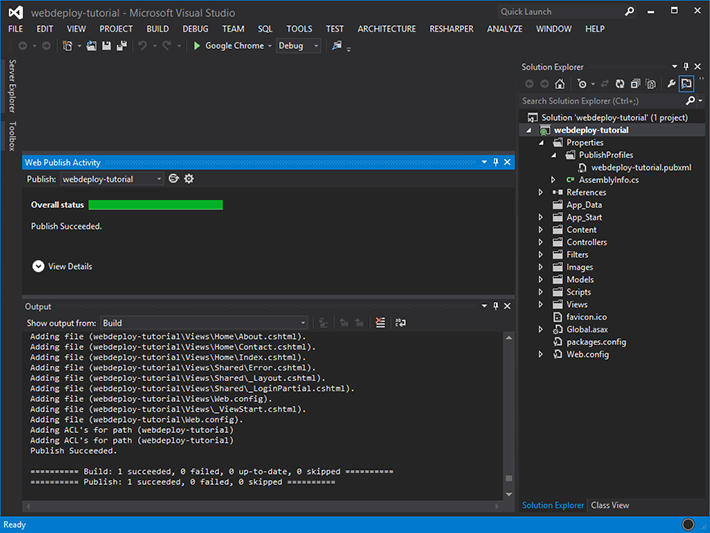 webdeploy-tutorial - Microsoft Visual Studio
Quick Launch
FILE EDIT VIEW PROJECT BUILD DEBUG TEAM SQL TOOLS TEST ARCHITECTURE RESHARPER ANALYZE WINDOW HELP
Google Chrome
Debug
Server Explorer
Toolbox
Web Publish Activity
Publish: webdeploy-tutorial
Overall status
Publish Succeeded.
View Details
Output
Show output from: Build
Adding file (webdeploy-tutorial\Views\Home\About.cshtml).
Adding file (webdeploy-tutorial\Views\Home\Contact.cshtml).
Adding file (webdeploy-tutorial\Views\Home\Index.cshtml).
Adding file (webdeploy-tutorial\Views\Shared\Error.cshtml).
Adding file (webdeploy-tutorial\Views\Shared\_Layout.cshtml).
Adding file (webdeploy-tutorial\Views\Shared\_LoginPartial.cshtml).
Adding file (webdeploy-tutorial\Views\Web.config).
Adding file (webdeploy-tutorial\Views\_ViewStart.cshtml).
Adding file (webdeploy-tutorial\Web.config).
Adding ACL's for path (webdeploy-tutorial)
Adding ACL's for path (webdeploy-tutorial)
Publish Succeeded.
========== Build: 1 succeeded, 0 failed, 0 up-to-date, 0 skipped ==========
========== Publish: 1 succeeded, 0 failed, 0 skipped ==========
Solution Explorer
Search Solution Explorer (Ctrl+;)
Solution 'webdeploy-tutorial' (1 project)
webdeploy-tutorial
Properties
PublishProfiles
webdeploy-tutorial.pubxml
AssemblyInfo.cs
References
App_Data
App_Start
Content
Controllers
Filters
Images
Models
Scripts
Views
favicon.ico
Global.asax
packages.config
Web.config
Solution Explorer
Class View
Ready